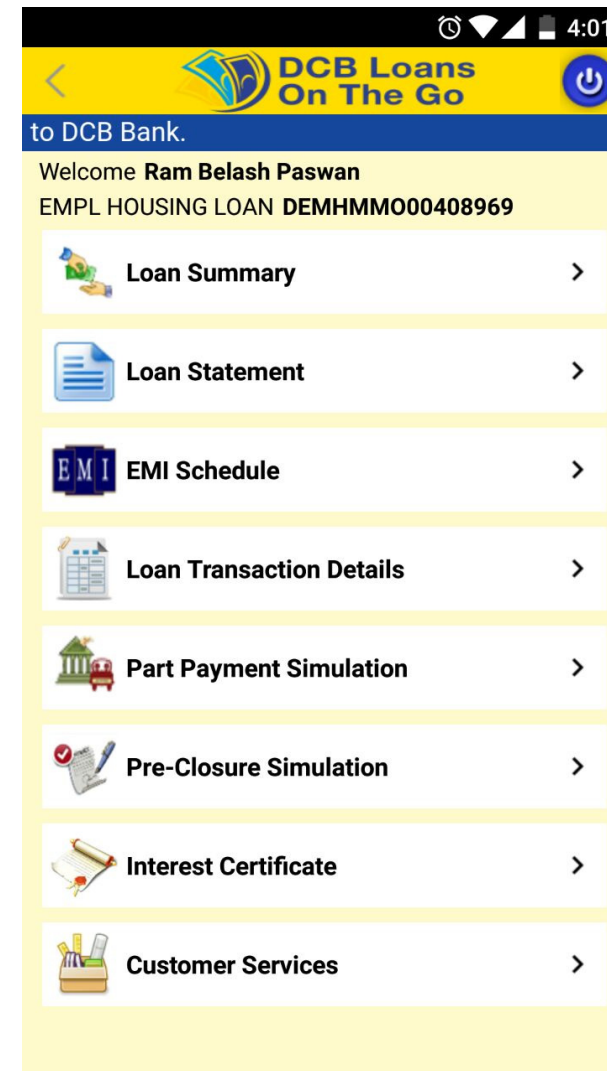 4:01
DCB Loans
On The Go
to DCB Bank.
Welcome Ram Belash Paswan
EMPL HOUSING LOAN DEMHMMO00408969
Loan Summary
Loan Statement
EMI EMI Schedule
Loan Transaction Details
Part Payment Simulation
Pre-Closure Simulation
Interest Certificate
Customer Services